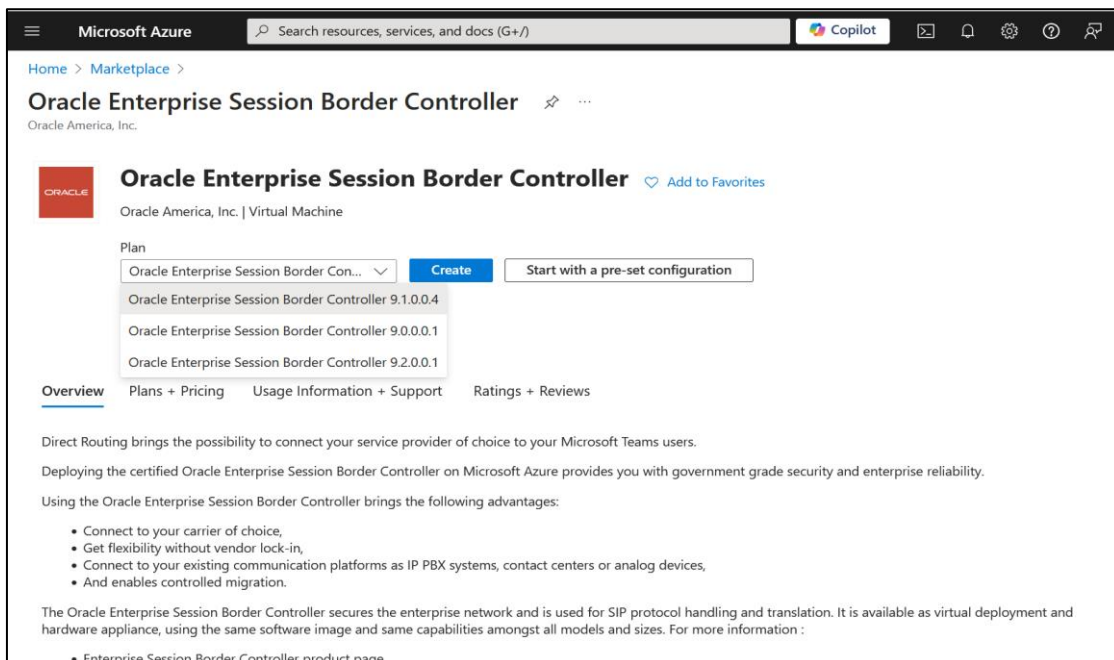 Microsoft Azure
Search resources, services, and docs (G+/)
Copilot
Home > Marketplace >
Oracle Enterprise Session Border Controller
Oracle America, Inc.
ORACLE
Oracle Enterprise Session Border Controller
Add to Favorites
Oracle America, Inc. | Virtual Machine
Plan
Oracle Enterprise Session Border Con...
Create
Start with a pre-set configuration
Oracle Enterprise Session Border Controller 9.1.0.0.4
Oracle Enterprise Session Border Controller 9.0.0.0.1
Oracle Enterprise Session Border Controller 9.2.0.0.1
Overview
Plans + Pricing
Usage Information + Support
Ratings + Reviews
Direct Routing brings the possibility to connect your service provider of choice to your Microsoft Teams users.
Deploying the certified Oracle Enterprise Session Border Controller on Microsoft Azure provides you with government grade security and enterprise reliability.
Using the Oracle Enterprise Session Border Controller brings the following advantages:
• Connect to your carrier of choice,
• Get flexibility without vendor lock-in,
• Connect to your existing communication platforms as IP PBX systems, contact centers or analog devices,
• And enables controlled migration.
The Oracle Enterprise Session Border Controller secures the enterprise network and is used for SIP protocol handling and translation. It is available as virtual deployment and
hardware appliance, using the same software image and same capabilities amongst all models and sizes. For more information :
• Enterprise Session Border Controller product page